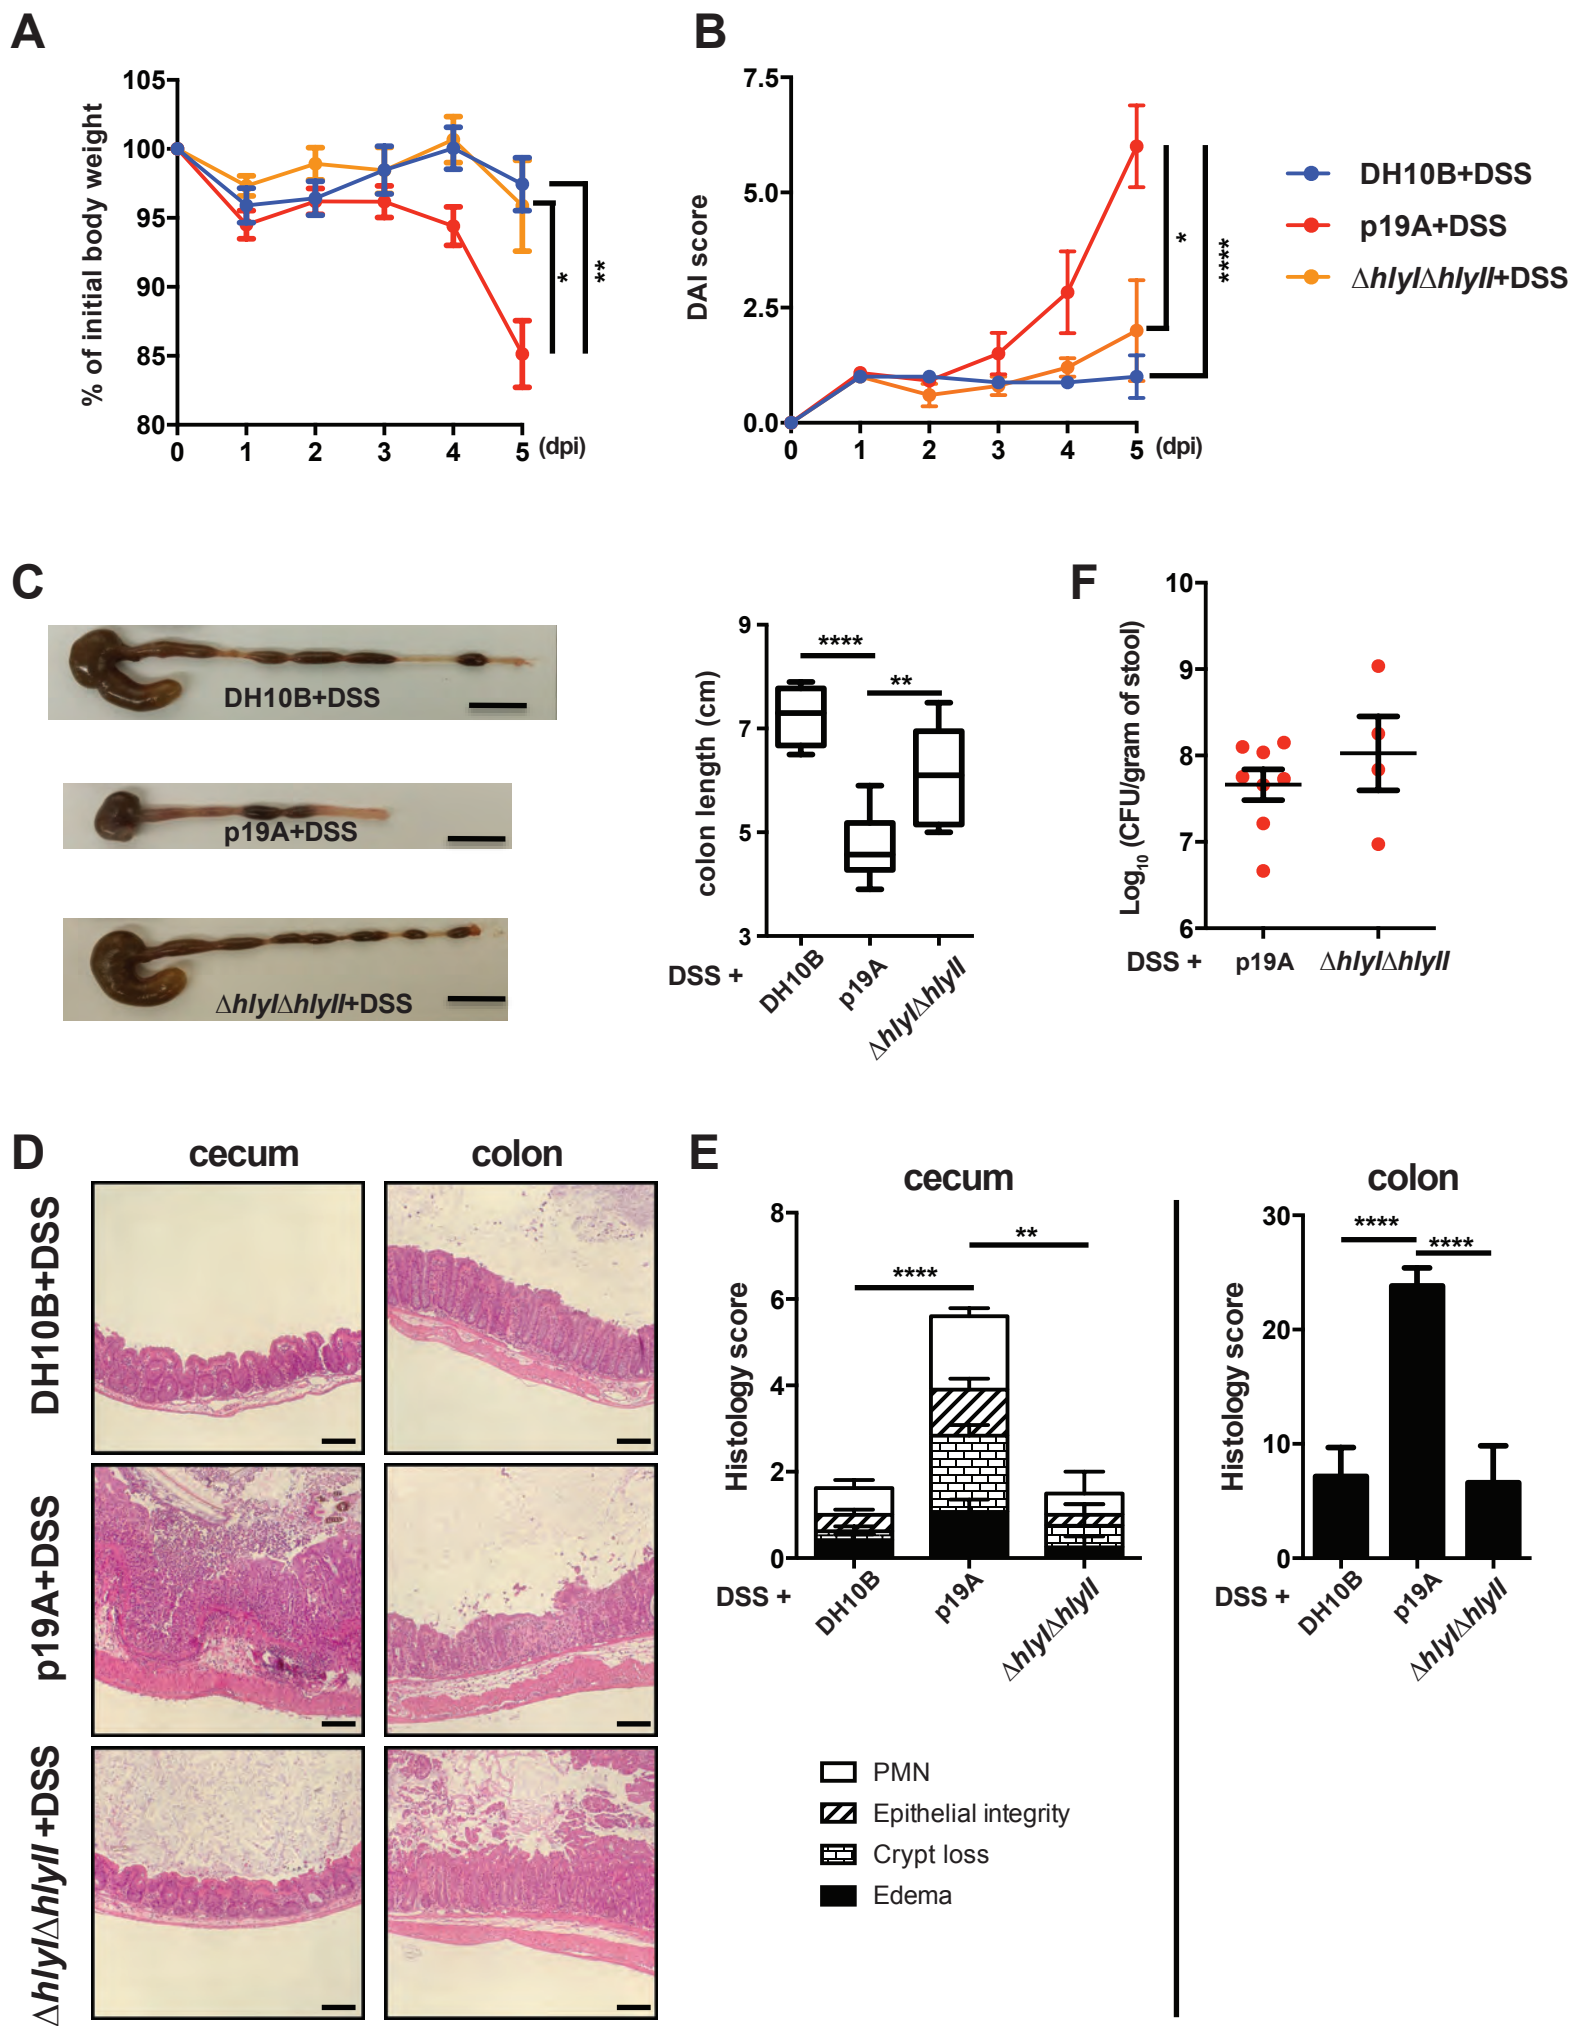 A
% of initial body weight
105
100
95
90
85
80
0 1 2 3 4 5 (dpi)
*
**
B
DAI score
7.5
5.0
2.5
0.0
0 1 2 3 4 5 (dpi)
*
****
DH10B+DSS
p19A+DSS
ΔhlyIΔhlyII+DSS
C
DH10B+DSS
p19A+DSS
ΔhlyIΔhlyII+DSS
colon length (cm)
9
7
5
3
****
**
DSS + DH10B p19A ΔhlyIΔhlyII
F
Log10 (CFU/gram of stool)
10
9
8
7
6
DSS + p19A ΔhlyIΔhlyII
D
cecum colon
DH10B+DSS
p19A+DSS
ΔhlyIΔhlyII +DSS
E
cecum
Histology score
8
6
4
2
0
****
**
DSS + DH10B p19A ΔhlyIΔhlyII
PMN
Epithelial integrity
Crypt loss
Edema
colon
Histology score
30
20
10
0
****
****
DSS + DH10B p19A ΔhlyIΔhlyII